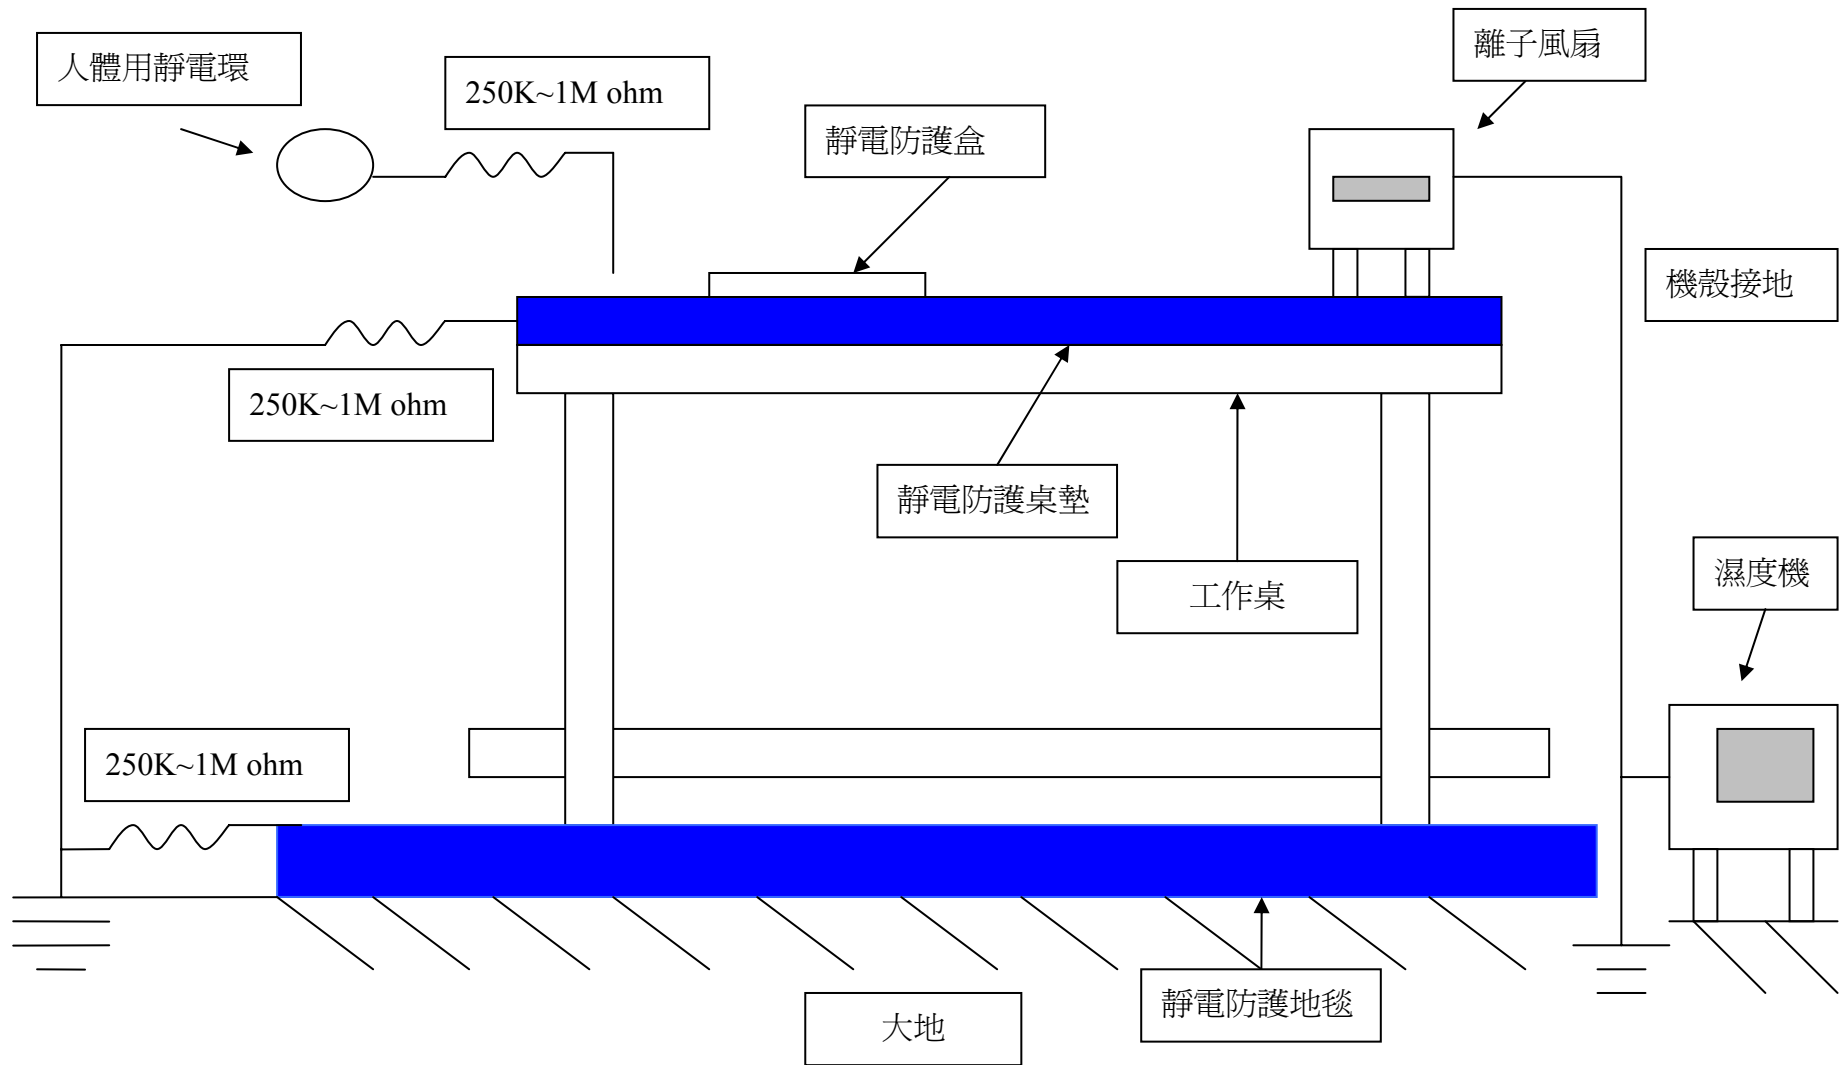 離子風扇
人體用靜電環
250K~1M ohm
靜電防護盒
機殼接地
250K~1M ohm
靜電防護桌墊
濕度機
工作桌
250K~1M ohm
靜電防護地毯
大地